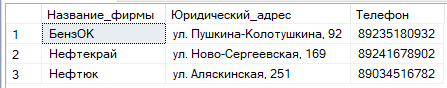 Название_фирмы Юридический_адрес Телефон
1 БензОК ул. Пушкина-Колотушкина, 92 89235180932
2 Нефтекрай ул. Ново-Сергеевская, 169 89241678902
3 Нефтюк ул. Аляскинская, 251 89034516782